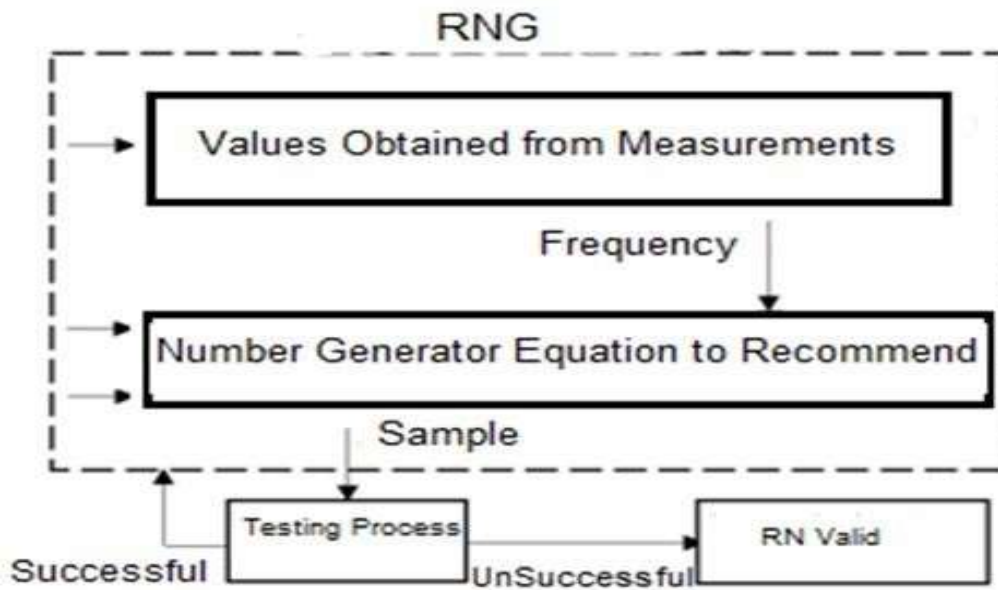 RNG
Values Obtained from Measurements
Frequency
Number Generator Equation to Recommend
Sample
Testing Process
RN Valid
Successful
UnSuccessful